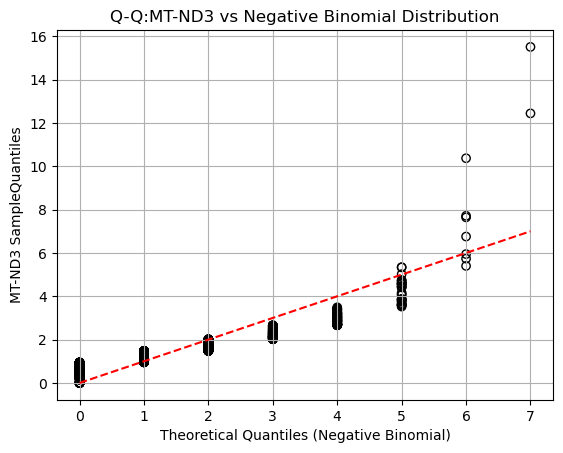 Q-Q:MT-ND3 vs Negative Binomial Distribution
16
14
12
10
8
6
4
2
0
MT-ND3 SampleQuantiles
0 1 2 3 4 5 6 7
Theoretical Quantiles (Negative Binomial)